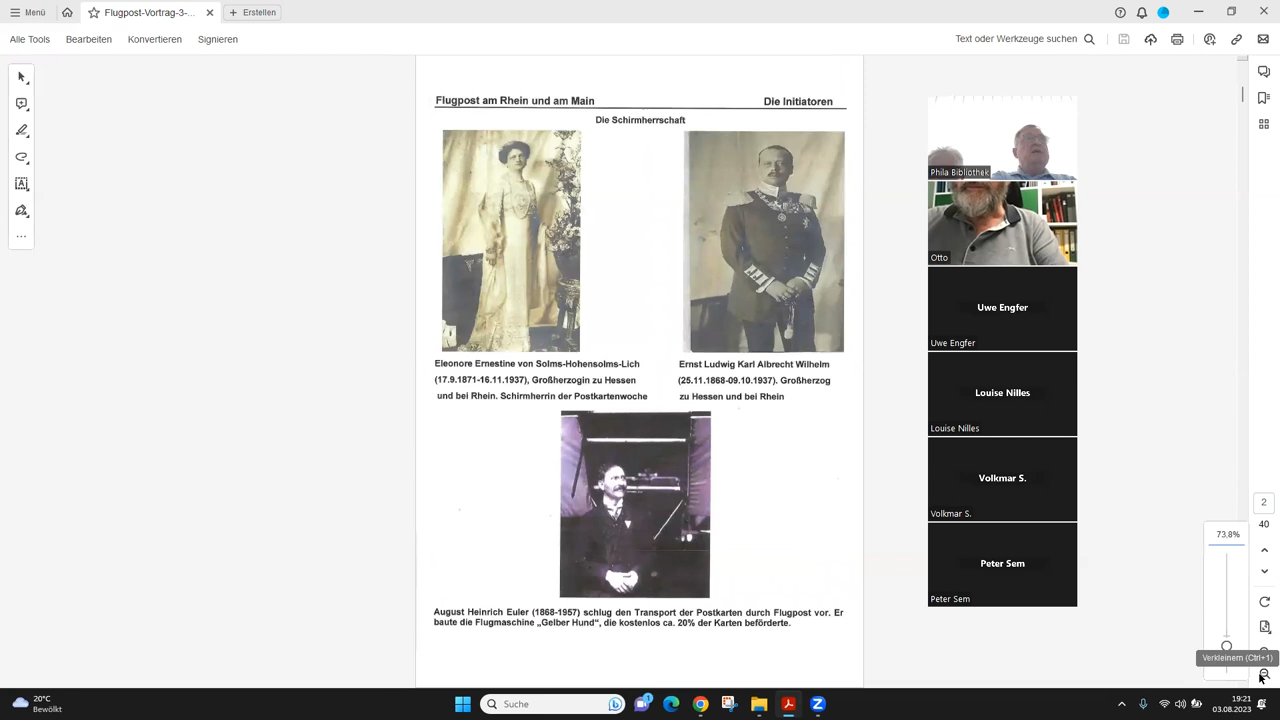 Menü
Flugpost-Vortrag-3-...
Erstellen
Alle Tools
Bearbeiten
Konvertieren
Signieren
Text oder Werkzeuge suchen
Flugpost am Rhein und am Main
Die Initiatoren
Die Schirmherrschaft
Eleonore Ernestine von Solms-Hohensolms-Lich
(17.9.1871-16.11.1937), Großherzogin zu Hessen
und bei Rhein. Schirmherrin der Postkartenwoche
Ernst Ludwig Karl Albrecht Wilhelm
(25.11.1868-09.10.1937). Großherzog
zu Hessen und bei Rhein
August Heinrich Euler (1868-1957) schlug den Transport der Postkarten durch Flugpost vor. Er
baute die Flugmaschine „Gelber Hund“, die kostenlos ca. 20% der Karten beförderte.
Phila Bibliothek
Otto
Uwe Engfer
Uwe Engfer
Louise Nilles
Louise Nilles
Volkmar S.
Volkmar S.
Peter Sem
Peter Sem
2
40
73,8%
Verkleinern (Ctrl+1)
20°C
Bewölkt
Suche
1
19:21
03.08.2023